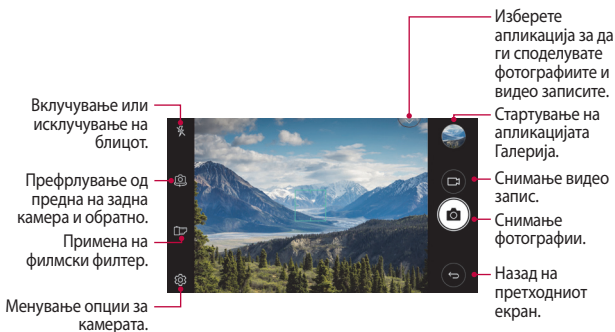 Изберете
апликација за да
ги споделувате
фотографиите и
видео записите.
Вклучување или
исклучување на
блицот.
Стартување на
апликацијата
Галерија.
Префрлување од
предна на задна
камера и обратно.
Снимање видео
запис.
Примена на
филмски филтер.
Снимање
фотографии.
Менување опции за
камерата.
Назад на
претходниот
екран.